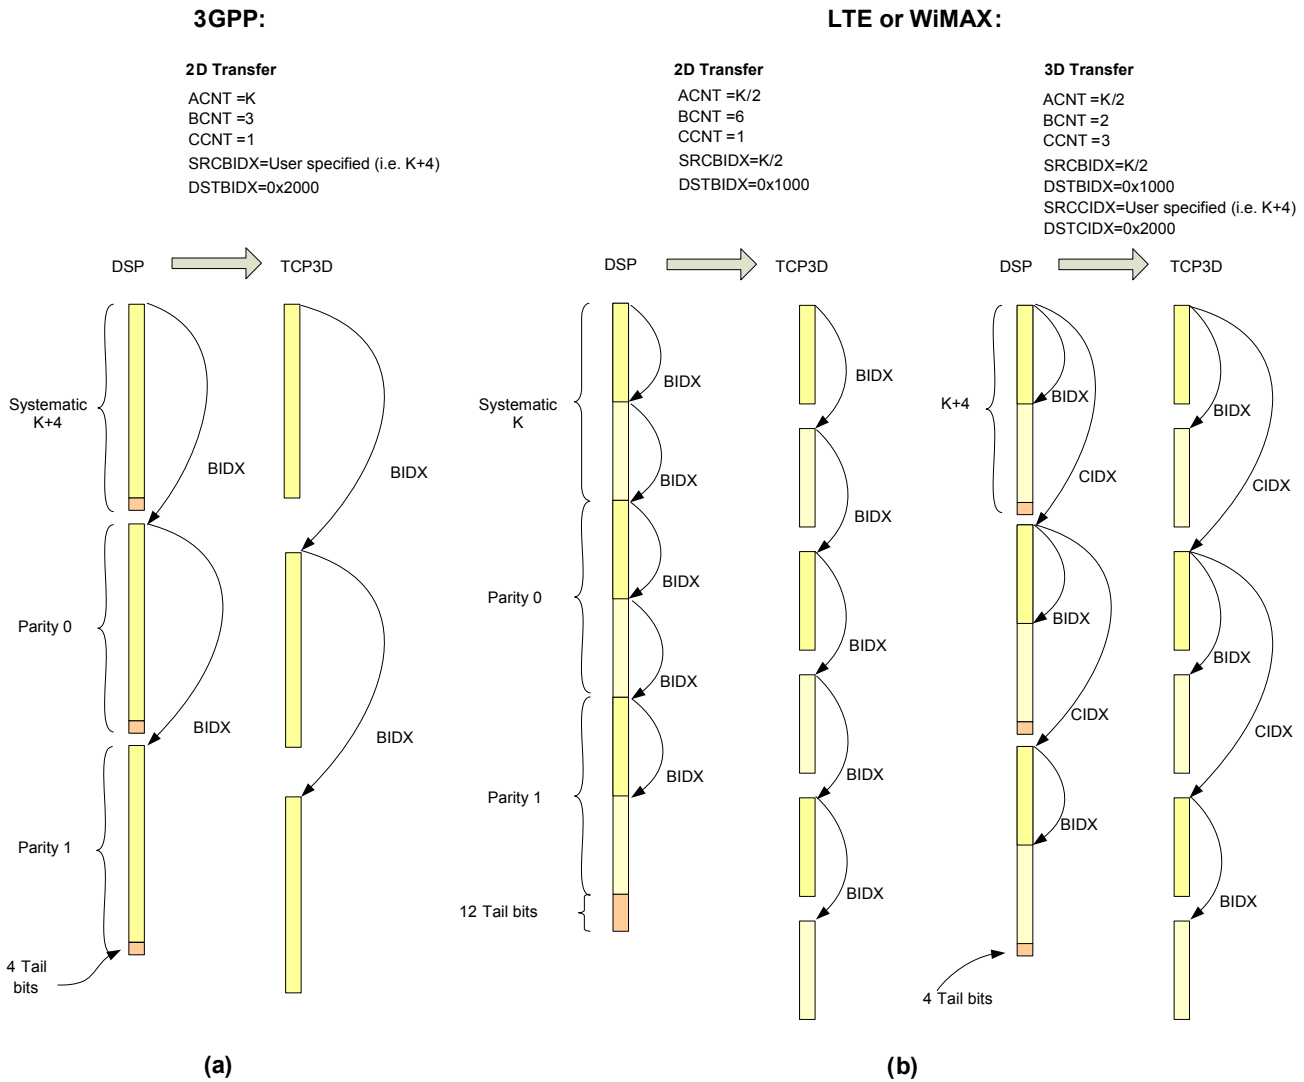 3GPP:
LTE or WiMAX:
2D Transfer
ACNT =K
BCNT =3
CCNT =1
SRCBIDX=User specified (i.e. K+4)
DSTBIDX=0x2000
2D Transfer
ACNT =K/2
BCNT =6
CCNT =1
SRCBIDX=K/2
DSTBIDX=0x1000
3D Transfer
ACNT =K/2
BCNT =2
CCNT =3
SRCBIDX=K/2
DSTBIDX=0x1000
SRCCIDX=User specified (i.e. K+4)
DSTCIDX=0x2000
DSP
TCP3D
Systematic
K+4
BIDX
BIDX
Parity 0
BIDX
BIDX
Parity 1
4 Tail
bits
(a)
DSP
TCP3D
Systematic
K
BIDX
BIDX
BIDX
BIDX
Parity 0
BIDX
BIDX
BIDX
BIDX
Parity 1
BIDX
BIDX
12 Tail bits
DSP
TCP3D
K+4
BIDX
CIDX
BIDX
CIDX
BIDX
CIDX
BIDX
CIDX
BIDX
BIDX
4 Tail bits
(b)